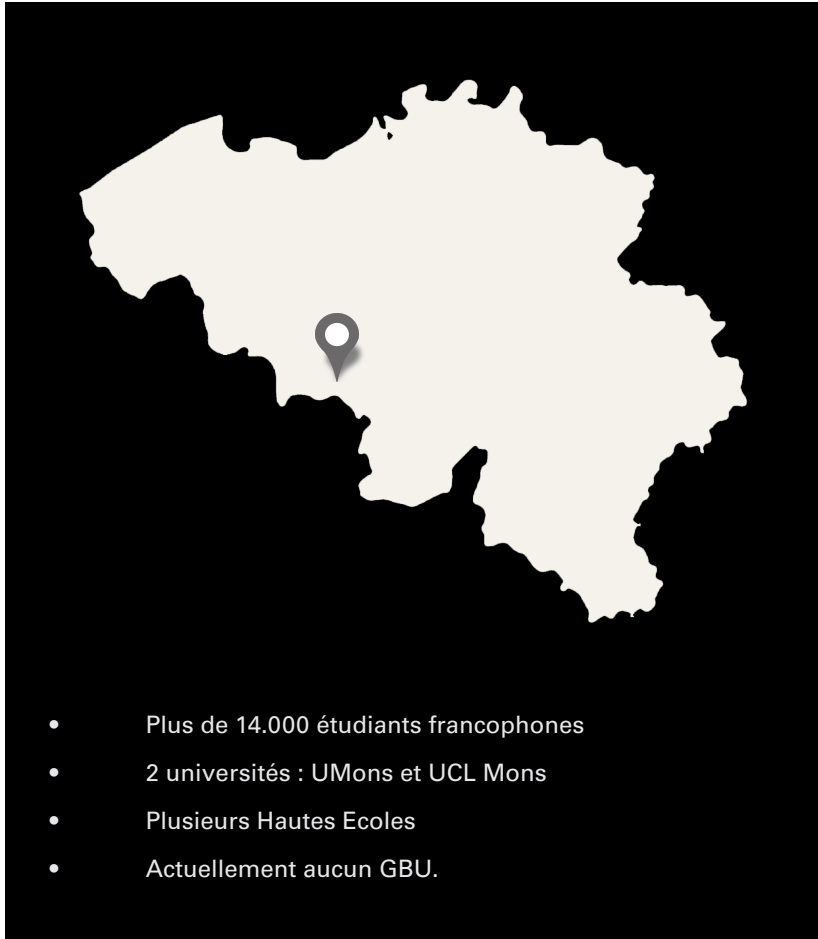 • Plus de 14.000 étudiants francophones
• 2 universités : UMons et UCL Mons
• Plusieurs Hautes Ecoles
• Actuellement aucun GBU.